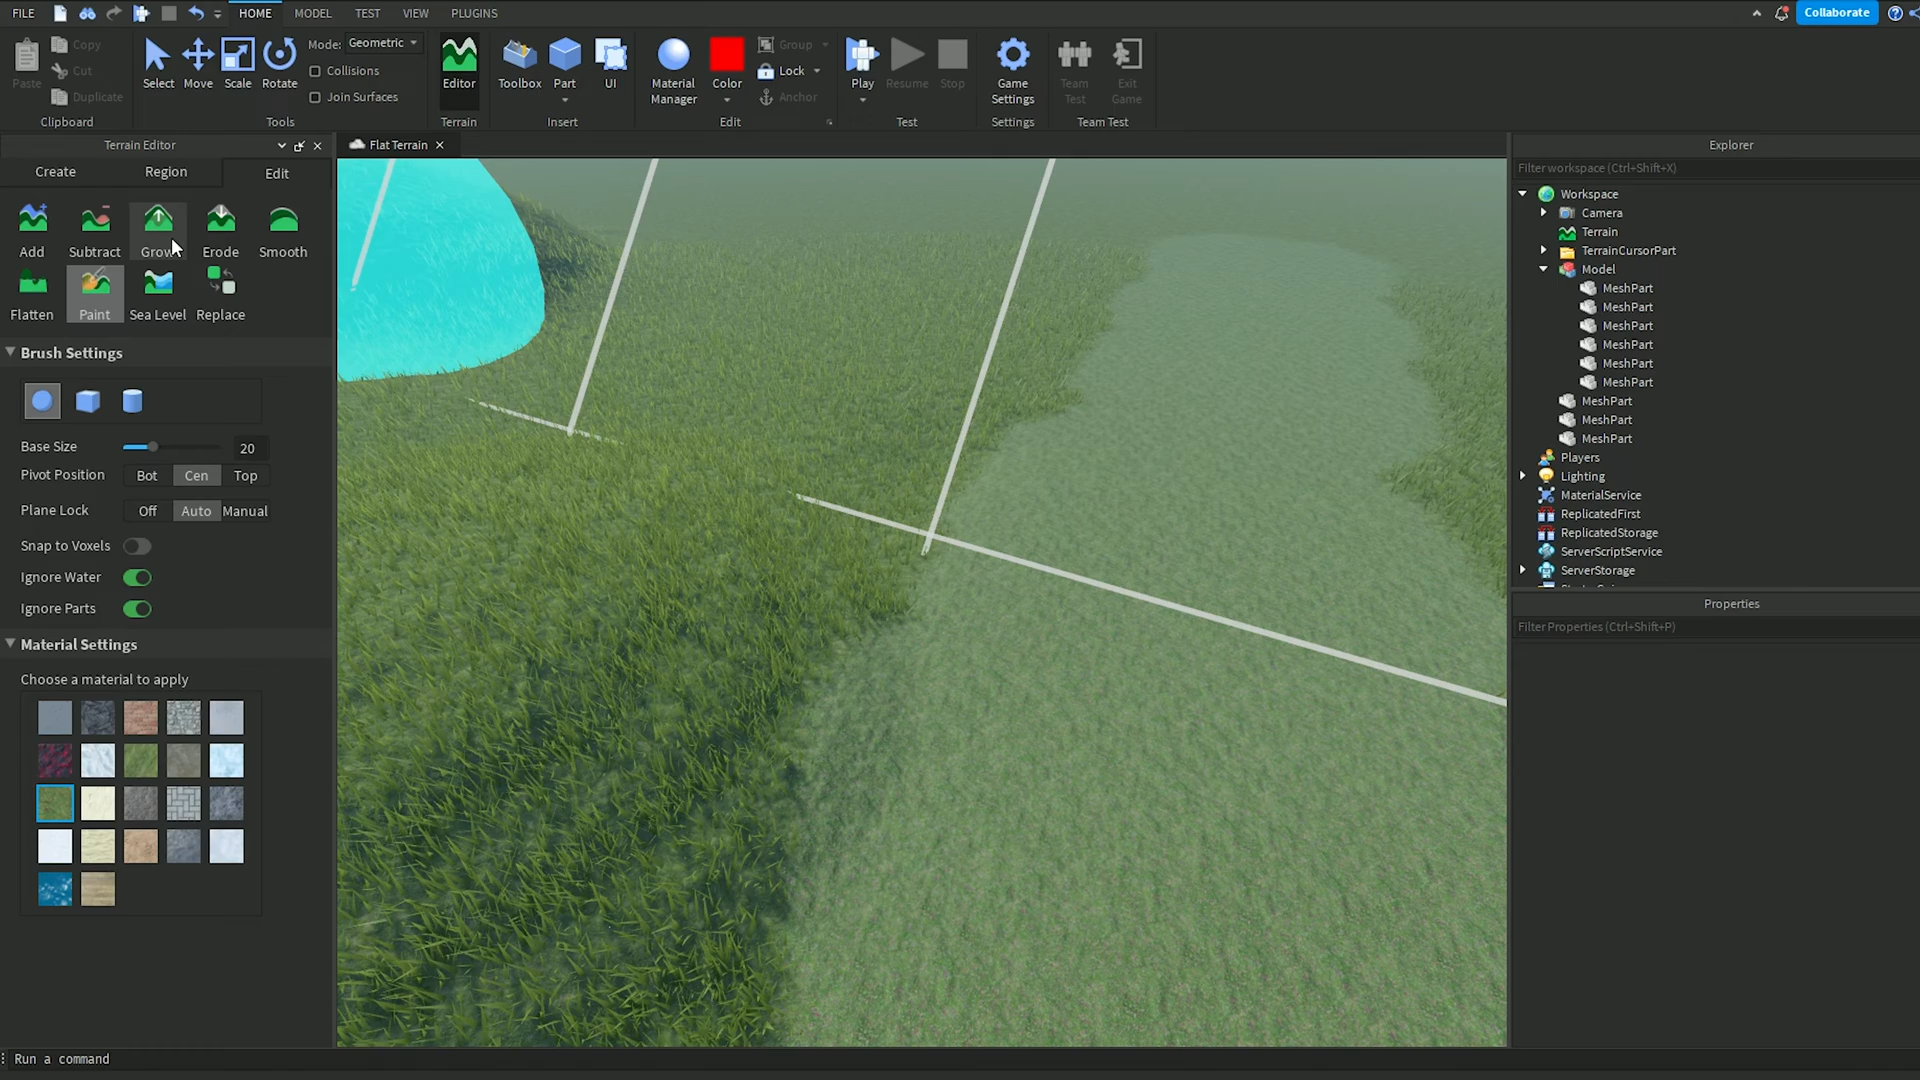 FILE HOME MODEL TEST VIEW PLUGINS Collaborate
Paste Copy Cut Duplicate
Clipboard
Select Move Scale Rotate
Mode: Geometric
Collisions
Join Surfaces
Tools
Editor
Terrain
Toolbox Part UI
Insert
Material Manager Color
Group
Lock
Anchor
Edit
Play Resume Stop
Test
Game Settings
Settings
Team Test Exit Game
Team Test
Terrain Editor
Create Region Edit
Add Subtract Grow Erode Smooth
Flatten Paint Sea Level Replace
Brush Settings
Base Size 20
Pivot Position Bot Cen Top
Plane Lock Off Auto Manual
Snap to Voxels
Ignore Water
Ignore Parts
Material Settings
Choose a material to apply
Flat Terrain
Explorer
Filter workspace (Ctrl+Shift+X)
Workspace
Camera
Terrain
TerrainCursorPart
Model
MeshPart
MeshPart
MeshPart
MeshPart
MeshPart
MeshPart
MeshPart
MeshPart
MeshPart
Players
Lighting
MaterialService
ReplicatedFirst
ReplicatedStorage
ServerScriptService
ServerStorage
Properties
Filter Properties (Ctrl+Shift+P)
Run a command